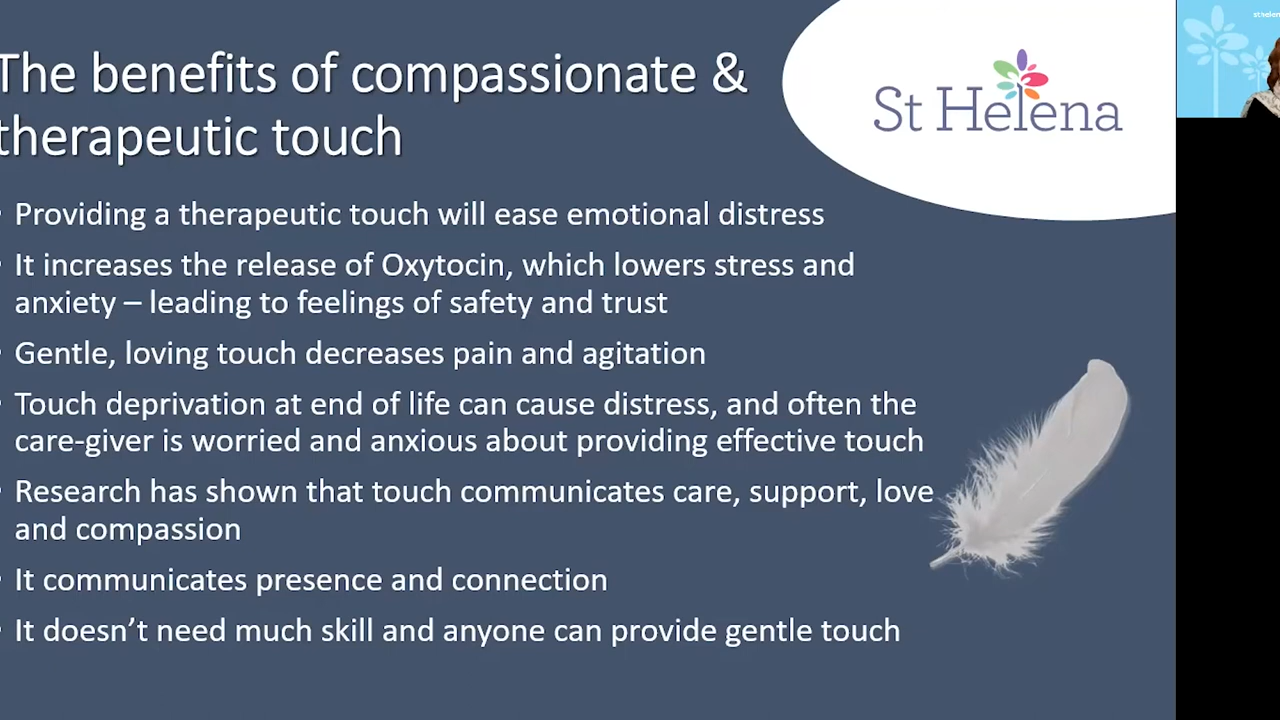 The benefits of compassionate &
therapeutic touch
St Helena
• Providing a therapeutic touch will ease emotional distress
• It increases the release of Oxytocin, which lowers stress and
anxiety – leading to feelings of safety and trust
• Gentle, loving touch decreases pain and agitation
• Touch deprivation at end of life can cause distress, and often the
care-giver is worried and anxious about providing effective touch
• Research has shown that touch communicates care, support, love
and compassion
• It communicates presence and connection
• It doesn’t need much skill and anyone can provide gentle touch